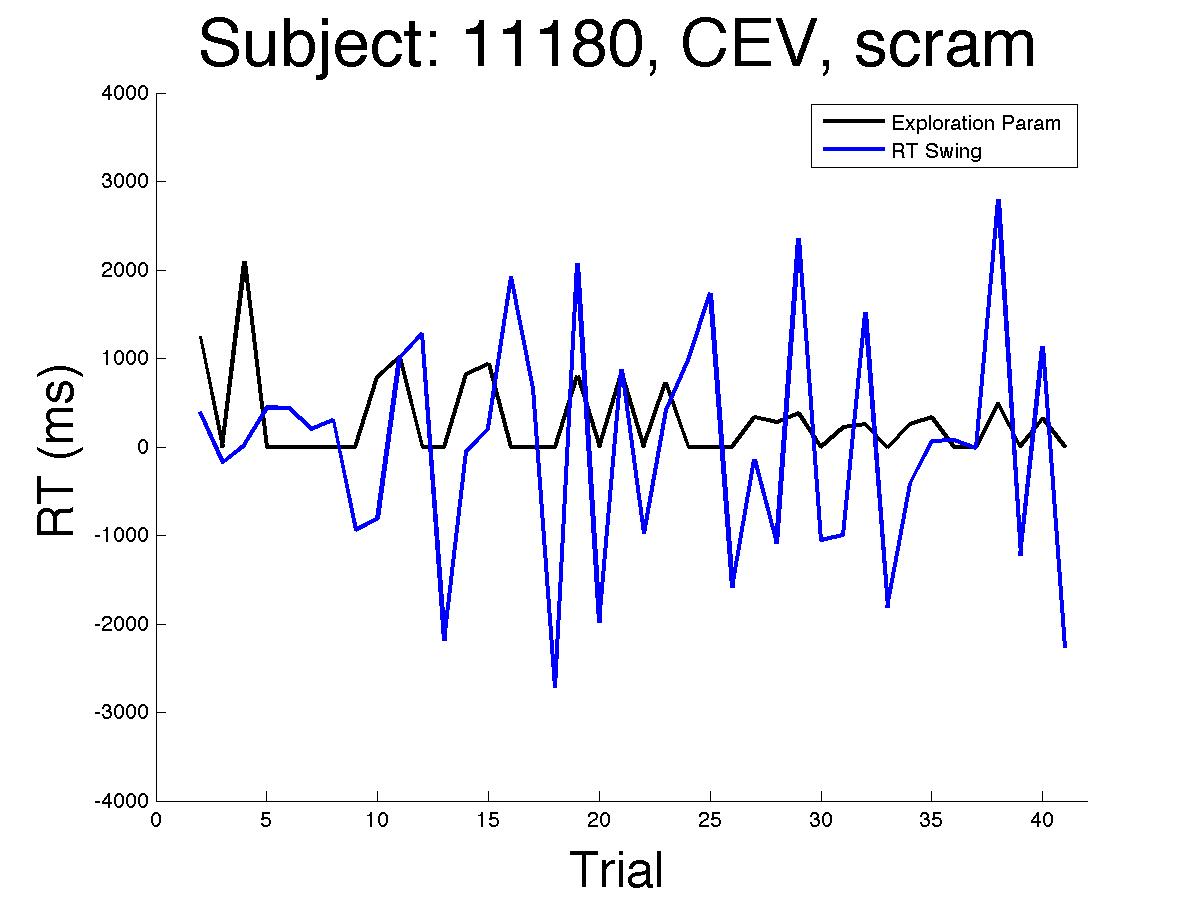 Subject: 11180, CEV, scram
Exploration Param
RT Swing
4000
3000
2000
1000
0
-1000
-2000
-3000
-4000
RT (ms)
0 5 10 15 20 25 30 35 40
Trial